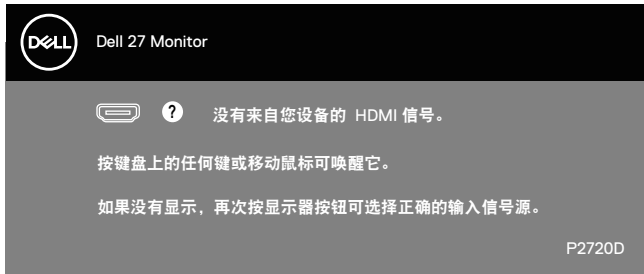 DELL
Dell 27 Monitor
? 没有来自您设备的 HDMI 信号。
按键盘上的任何键或移动鼠标可唤醒它。
如果没有显示，再次按显示器按钮可选择正确的输入信号源。
P2720D